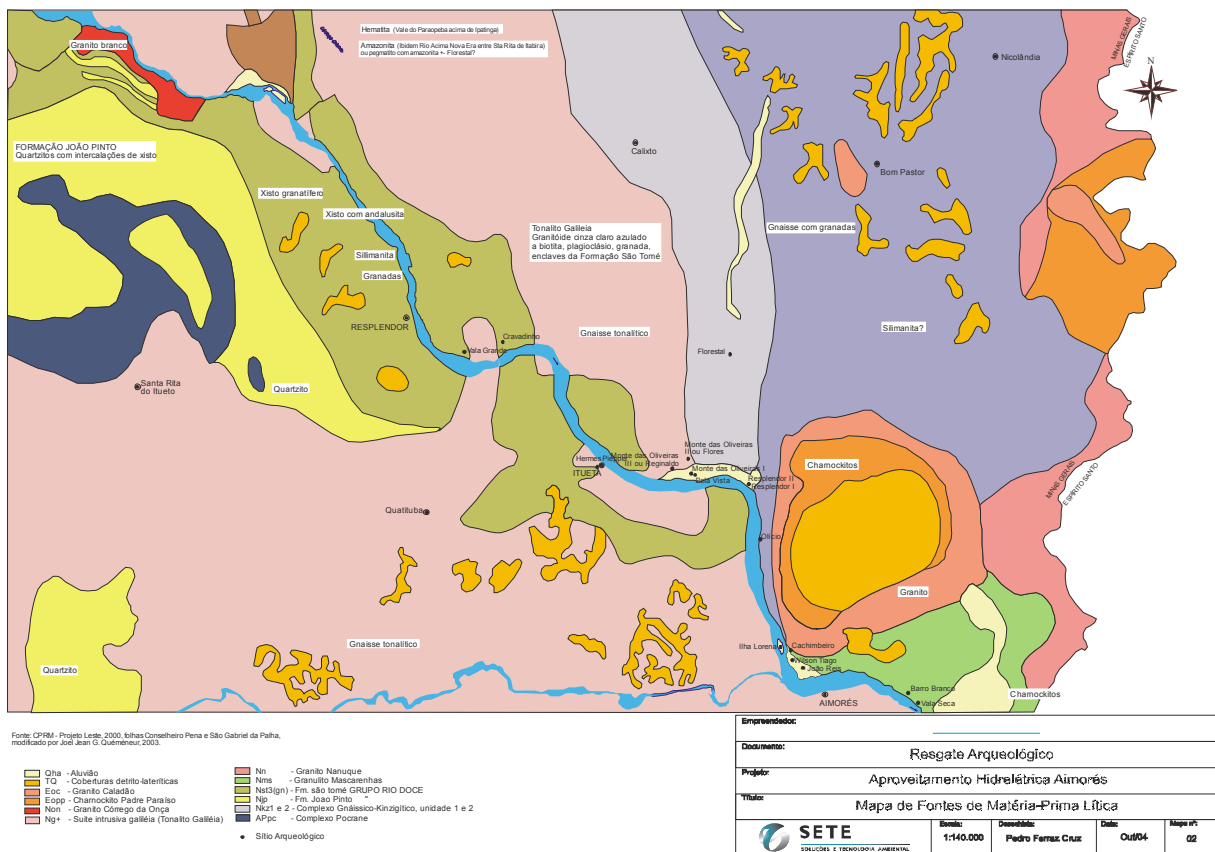 Hematita (Vale do Paraopeba acima de Ipatinga)
Amazonita (Ibidem Rio Acima Nova Era entre Sta Rita de Itabira)
ou pegmatito com amazonita +- Florestal?
Granito branco
MINAS GERAIS
ESPÍRITO SANTO
Nicolândia
N
FORMAÇÃO JOÃO PINTO
Quartzitos com intercalações de xisto
Calixto
Bom Pastor
Xisto granatífero
Xisto com andalusita
Tonalito Galileia
Granitóide cinza claro azulado
a biotita, plagioclásio, granada,
enclaves da Formação São Tomé
Gnaisse com granadas
Sillimanita
Granadas
RESPLENDOR
Gnaisse tonalítico
Silimanita?
Vala Grande
Cravadinho
Florestal
Santa Rita
do Itueto
Quartzito
Monte das Oliveiras
II ou Flores
Hermes Piepe
Monte das Oliveiras
III ou Reginaldo
ITUETA
Monte das Oliveiras I
Bela Vista
Resplendor II
Resplendor I
Charnockitos
MINAS GERAIS
ESPÍRITO SANTO
Quatituba
Olicio
Granito
Gnaisse tonalítico
Ilha Lorena
Cachimbeiro
Wilson Tiago
João Reis
Quartzito
AIMORÉS
Barro Branco
Vala Seca
Charnockitos
Fonte: CPRM - Projeto Leste, 2000, folhas Conselheiro Pena e São Gabriel da Palha,
modificado por Joel Jean G. Quéméneur, 2003.
Qha - Aluvião
TQ - Coberturas detrito-lateríticas
Eoc - Granito Caladão
Eopp - Charnockito Padre Paraíso
Non - Granito Córrego da Onça
Ng+ - Suite intrusiva galiléia (Tonalito Galiléia)
Nn - Granito Nanuque
Nms - Granulito Mascarenhas
Nst3(gn) - Fm. são tomé GRUPO RIO DOCE
Njp - Fm. Joao Pinto "
Nkz1 e 2 - Complexo Gnáissico-Kinzigítico, unidade 1 e 2
APpc - Complexo Pocrane
Sítio Arqueológico
Empreendedor:
Documento:
Resgate Arqueológico
Projeto:
Aproveitamento Hidrelétrica Aimorés
Título:
Mapa de Fontes de Matéria-Prima Lítica
SETE
SOLUÇÕES E TECNOLOGIA AMBIENTAL
Escala:
1:140.000
Desenhista:
Pedro Ferraz Cruz
Data:
Out/04
Mapa nº:
02